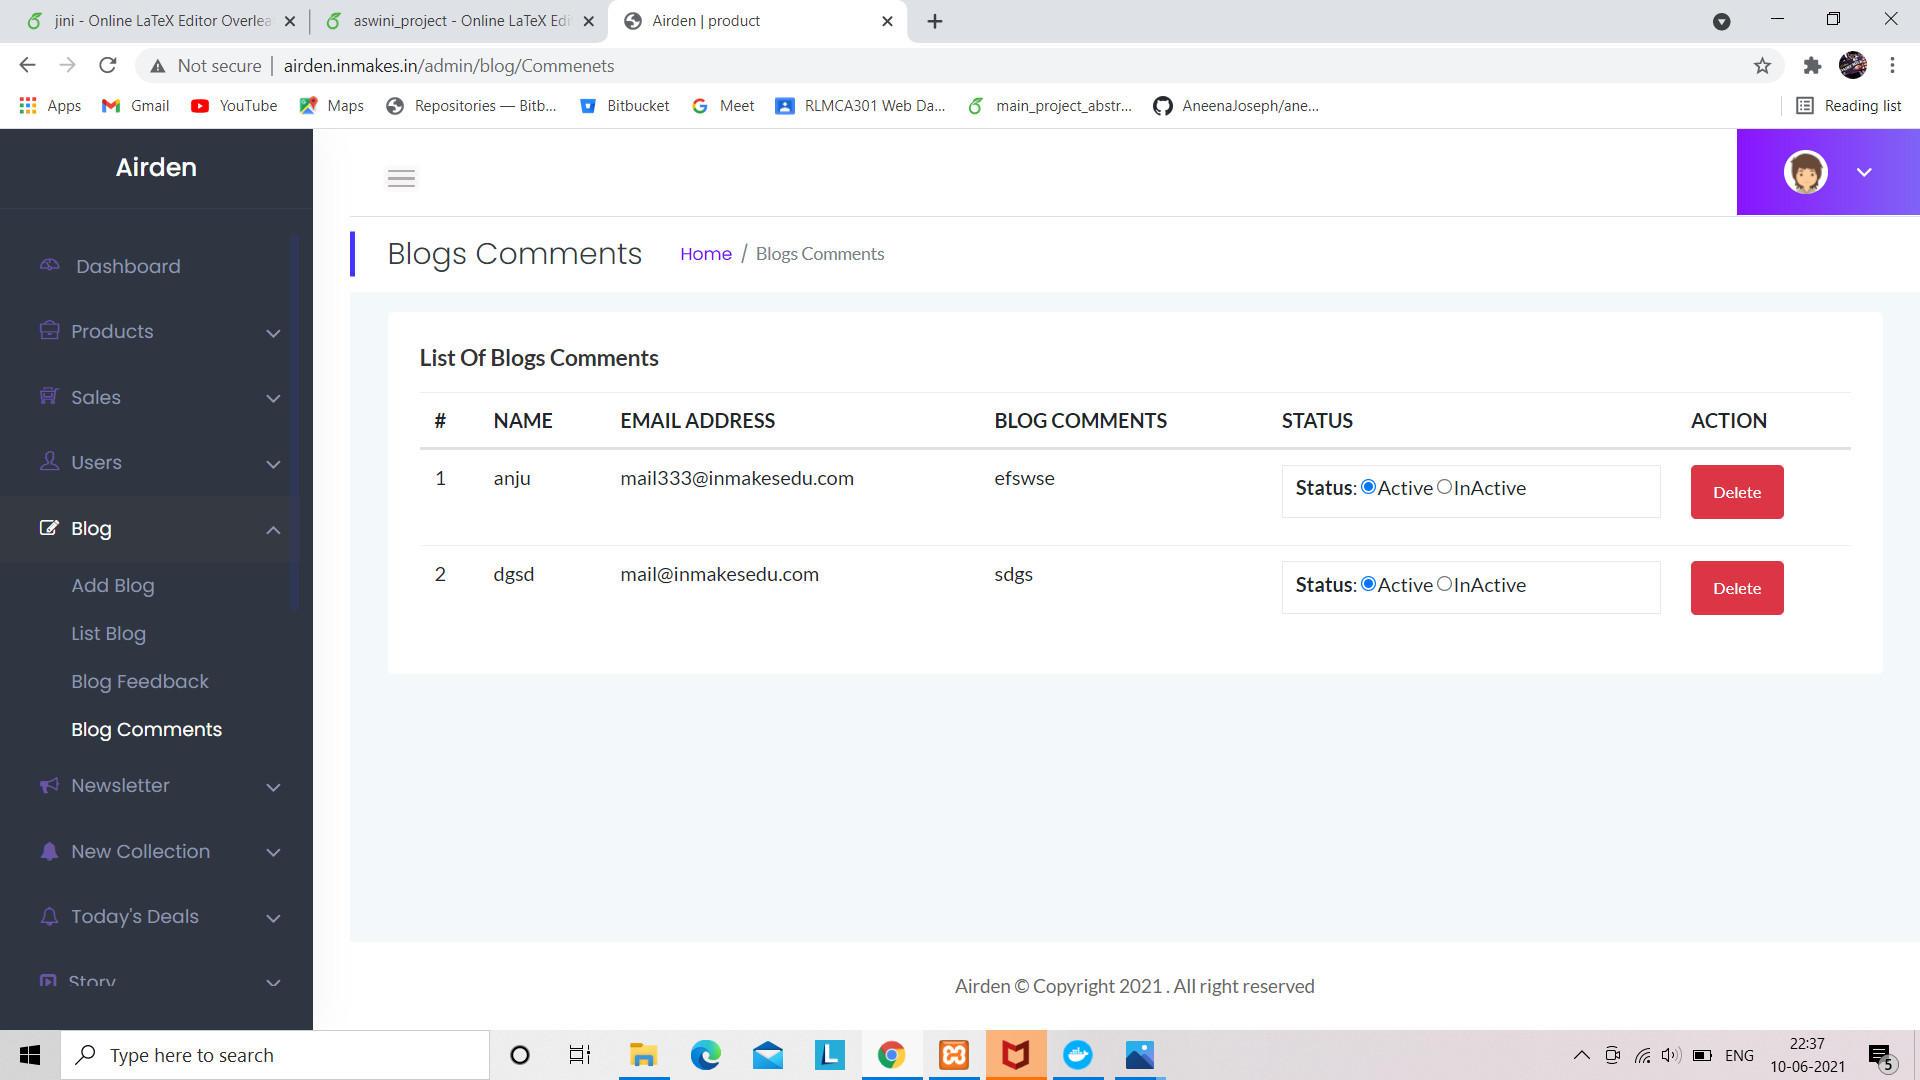 jini - Online LaTeX Editor Overlea
aswini_project - Online LaTeX Edi
Airden | product
Not secure | airden.inmakes.in/admin/blog/Commenets
Apps Gmail YouTube Maps Repositories — Bitb... Bitbucket Meet RLMCA301 Web Da... main_project_abstr... AneenaJoseph/ane... Reading list
Airden
Dashboard
Products
Sales
Users
Blog
Add Blog
List Blog
Blog Feedback
Blog Comments
Newsletter
New Collection
Today's Deals
Story
Blogs Comments Home / Blogs Comments
List Of Blogs Comments
# NAME EMAIL ADDRESS BLOG COMMENTS STATUS ACTION
1 anju mail333@inmakesedu.com efswse Status: Active InActive Delete
2 dgsd mail@inmakesedu.com sdgs Status: Active InActive Delete
Airden © Copyright 2021 . All right reserved
Type here to search
L
ENG
22:37
10-06-2021
5